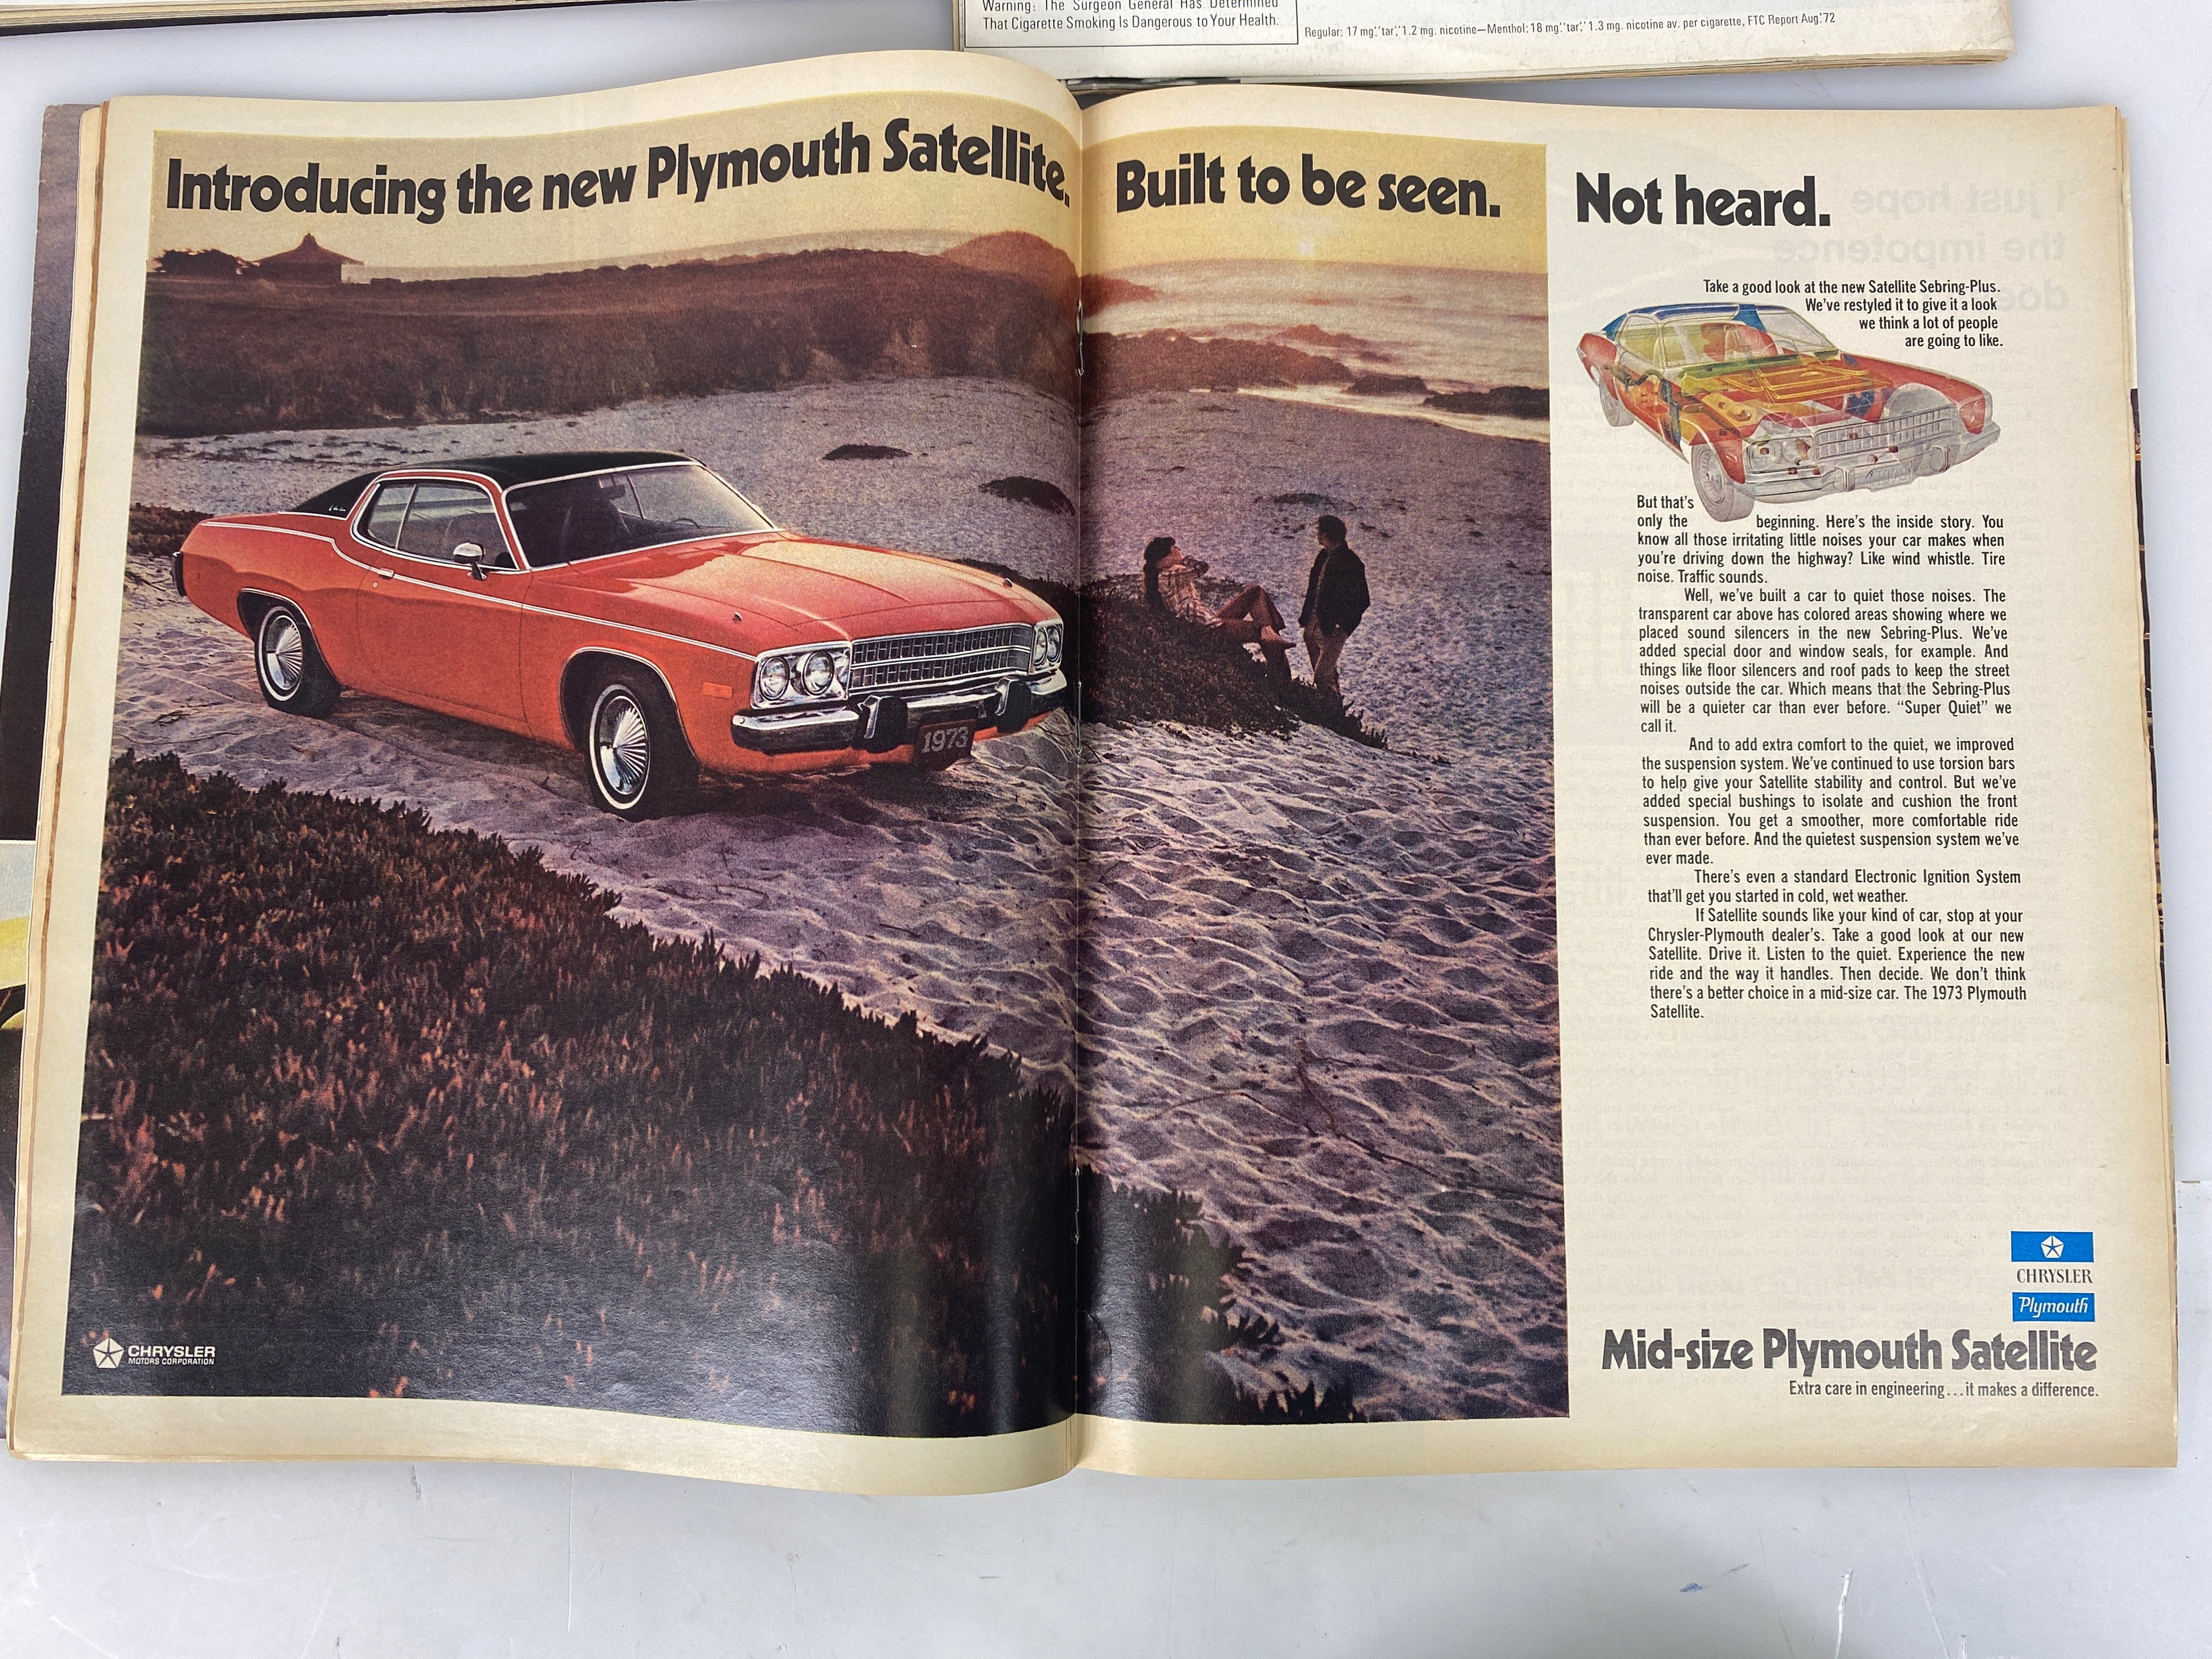 Warning: The Surgeon General Has Determined
That Cigarette Smoking Is Dangerous to Your Health.
Regular: 17 mg."tar," 1.2 mg. nicotine—Menthol: 18 mg."tar," 1.3 mg. nicotine av. per cigarette, FTC Report Aug.'72
Introducing the new Plymouth Satellite. Built to be seen. Not heard.
Take a good look at the new Satellite Sebring-Plus.
We've restyled it to give it a look
we think a lot of people
are going to like.
But that's
only the beginning. Here's the inside story. You
know all those irritating little noises your car makes when
you're driving down the highway? Like wind whistle. Tire
noise. Traffic sounds.
Well, we've built a car to quiet those noises. The
transparent car above has colored areas showing where we
placed sound silencers in the new Sebring-Plus. We've
added special door and window seals, for example. And
things like floor silencers and roof pads to keep the street
noises outside the car. Which means that the Sebring-Plus
will be a quieter car than ever before. "Super Quiet" we
call it.
And to add extra comfort to the quiet, we improved
the suspension system. We've continued to use torsion bars
to help give your Satellite stability and control. But we've
added special bushings to isolate and cushion the front
suspension. You get a smoother, more comfortable ride
than ever before. And the quietest suspension system we've
ever made.
There's even a standard Electronic Ignition System
that'll get you started in cold, wet weather.
If Satellite sounds like your kind of car, stop at your
Chrysler-Plymouth dealer's. Take a good look at our new
Satellite. Drive it. Listen to the quiet. Experience the new
ride and the way it handles. Then decide. We don't think
there's a better choice in a mid-size car. The 1973 Plymouth
Satellite.
1973
CHRYSLER
MOTORS CORPORATION
CHRYSLER
Plymouth
Mid-size Plymouth Satellite
Extra care in engineering...it makes a difference.